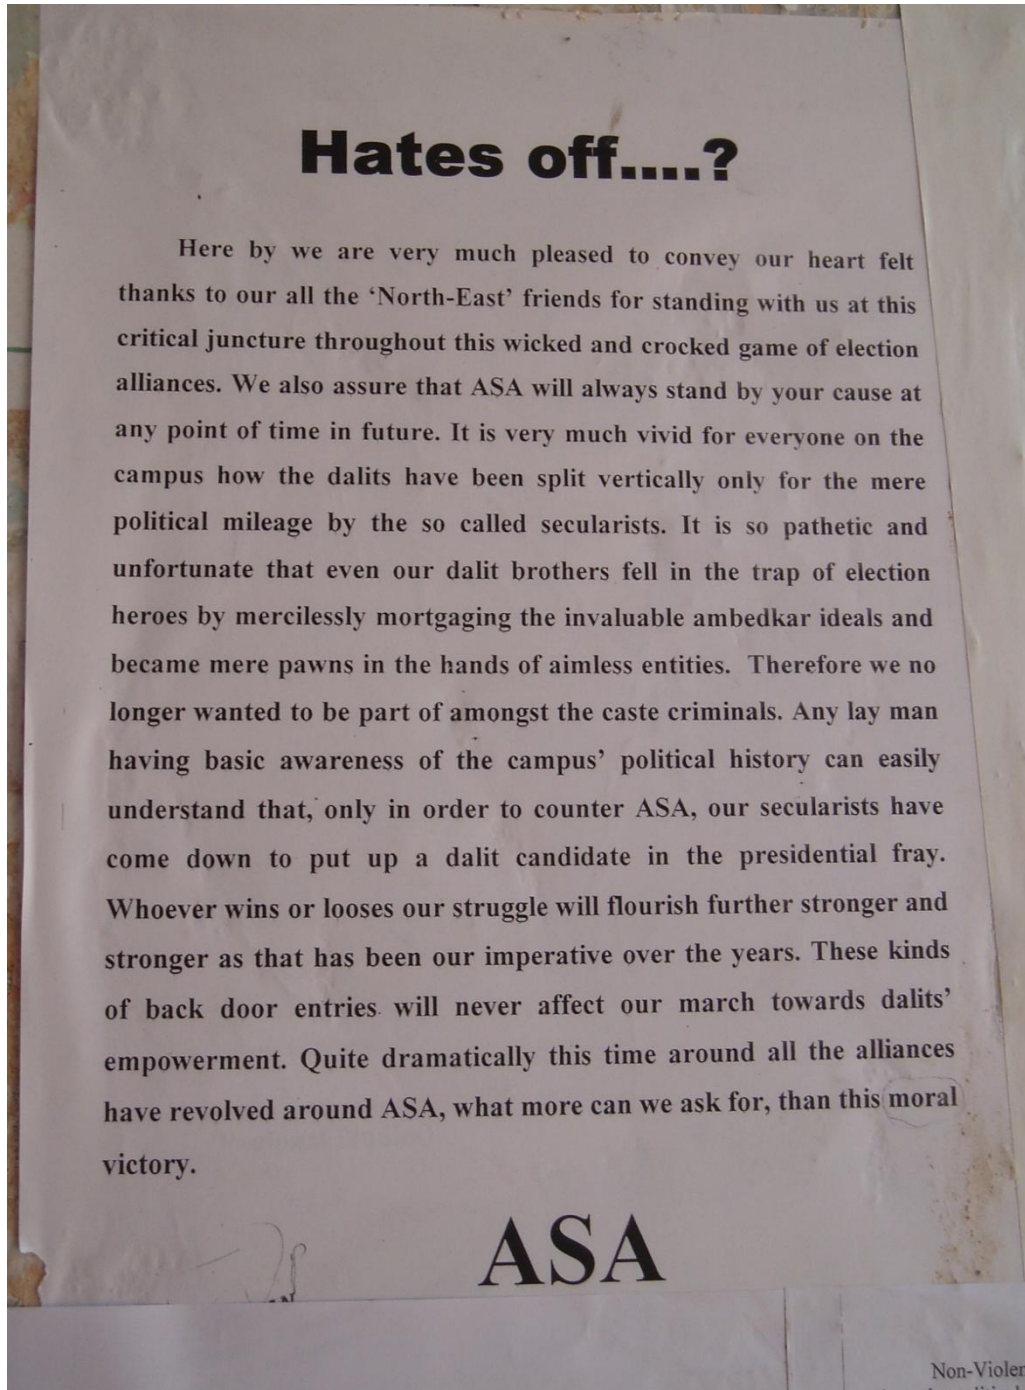 Hates off....?
Here by we are very much pleased to convey our heart felt
thanks to our all the ‘North-East’ friends for standing with us at this
critical juncture throughout this wicked and crocked game of election
alliances. We also assure that ASA will always stand by your cause at
any point of time in future. It is very much vivid for everyone on the
campus how the dalits have been split vertically only for the mere
political mileage by the so called secularists. It is so pathetic and
unfortunate that even our dalit brothers fell in the trap of election
heroes by mercilessly mortgaging the invaluable ambedkar ideals and
became mere pawns in the hands of aimless entities. Therefore we no
longer wanted to be part of amongst the caste criminals. Any lay man
having basic awareness of the campus’ political history can easily
understand that, only in order to counter ASA, our secularists have
come down to put up a dalit candidate in the presidential fray.
Whoever wins or looses our struggle will flourish further stronger and
stronger as that has been our imperative over the years. These kinds
of back door entries will never affect our march towards dalits’
empowerment. Quite dramatically this time around all the alliances
have revolved around ASA, what more can we ask for, than this moral
victory.
ASA